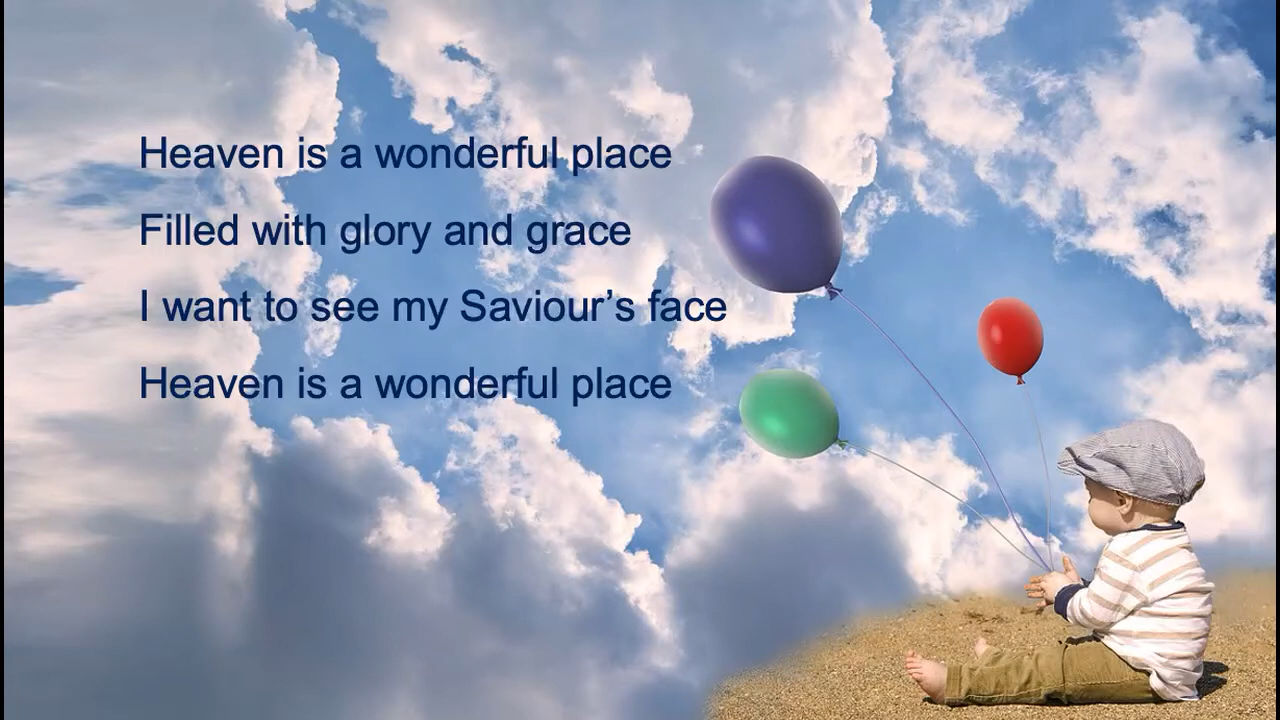 Heaven is a wonderful place
Filled with glory and grace
I want to see my Saviour’s face
Heaven is a wonderful place